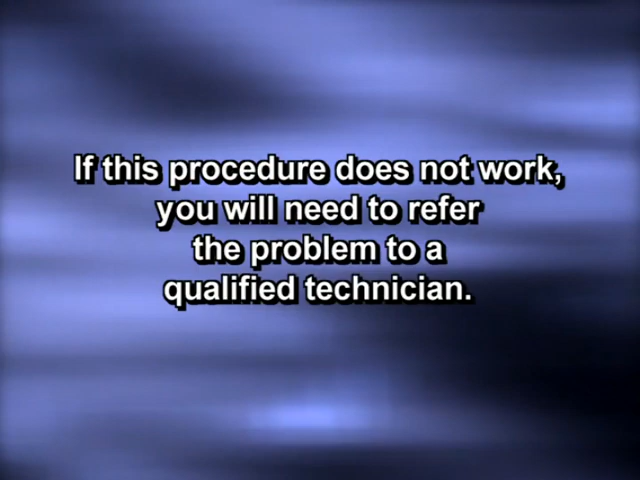 If this procedure does not work,
you will need to refer
the problem to a
qualified technician.